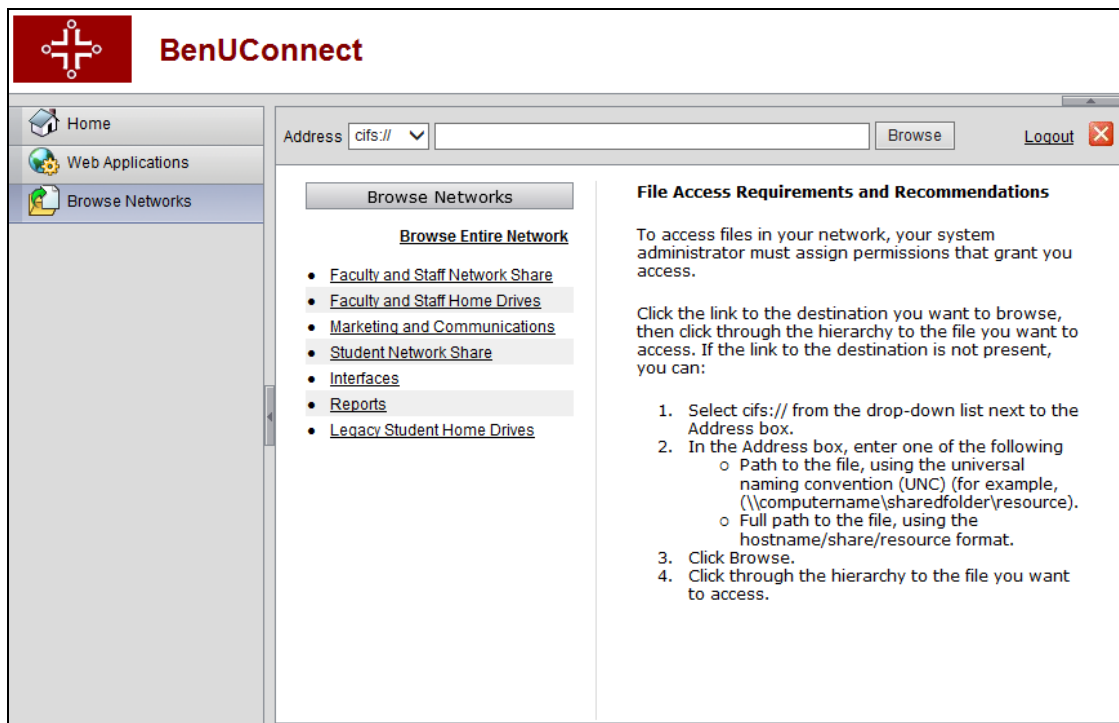 BenUConnect
Home
Web Applications
Browse Networks
Address cifs:// Browse Logout
Browse Networks
Browse Entire Network
• Faculty and Staff Network Share
• Faculty and Staff Home Drives
• Marketing and Communications
• Student Network Share
• Interfaces
• Reports
• Legacy Student Home Drives
File Access Requirements and Recommendations
To access files in your network, your system
administrator must assign permissions that grant you
access.
Click the link to the destination you want to browse,
then click through the hierarchy to the file you want to
access. If the link to the destination is not present,
you can:
1. Select cifs:// from the drop-down list next to the
Address box.
2. In the Address box, enter one of the following
o Path to the file, using the universal
naming convention (UNC) (for example,
(\\computername\sharedfolder\resource).
o Full path to the file, using the
hostname/share/resource format.
3. Click Browse.
4. Click through the hierarchy to the file you want
to access.